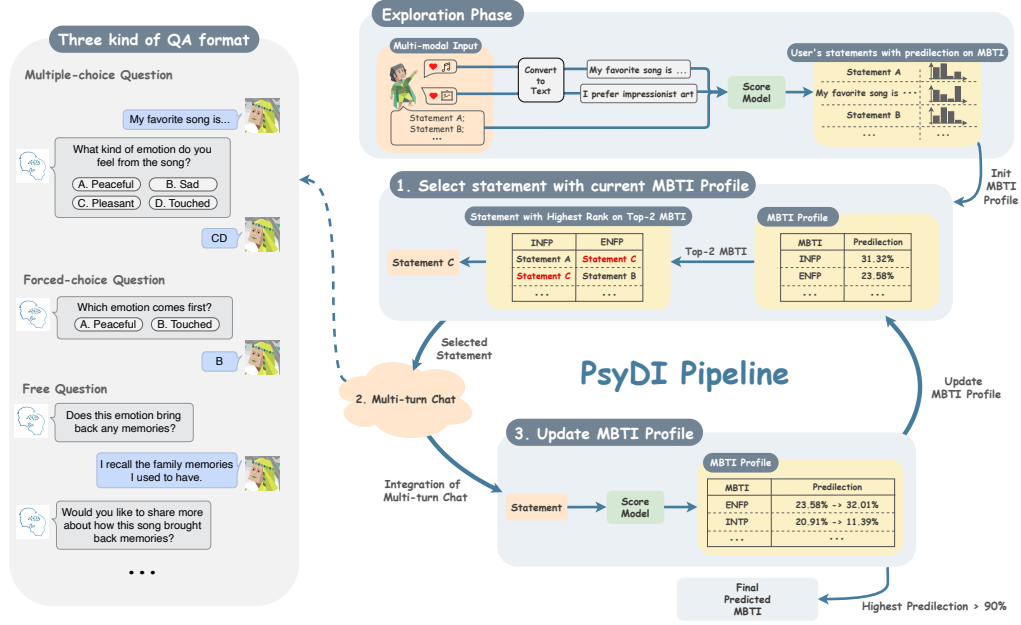 Three kind of QA format
Multiple-choice Question
My favorite song is...
What kind of emotion do you
feel from the song?
A. Peaceful
B. Sad
C. Pleasant
D. Touched
CD
Forced-choice Question
Which emotion comes first?
A. Peaceful
B. Touched
B
Free Question
Does this emotion bring
back any memories?
I recall the family memories
I used to have.
Would you like to share more
about how this song brought
back memories?
...
Exploration Phase
Multi-modal Input
Statement A;
Statement B;
...
Convert
to
Text
My favorite song is ...
I prefer impressionist art
Score
Model
User's statements with predilection on MBTI
Statement A
My favorite song is ...
Statement B
...
...
Init
MBTI
Profile
1. Select statement with current MBTI Profile
Statement with Highest Rank on Top-2 MBTI
INFP
ENFP
Statement A
Statement C
Statement C
Statement B
...
...
Statement C
Top-2 MBTI
MBTI Profile
MBTI
Predilection
INFP
31.32%
ENFP
23.58%
...
...
Selected
Statement
2. Multi-turn Chat
PsyDI Pipeline
Update
MBTI Profile
Integration of
Multi-turn Chat
3. Update MBTI Profile
Statement
Score
Model
MBTI Profile
MBTI
Predilection
ENFP
23.58% -> 32.01%
INTP
20.91% -> 11.39%
...
...
Final
Predicted
MBTI
Highest Predilection > 90%